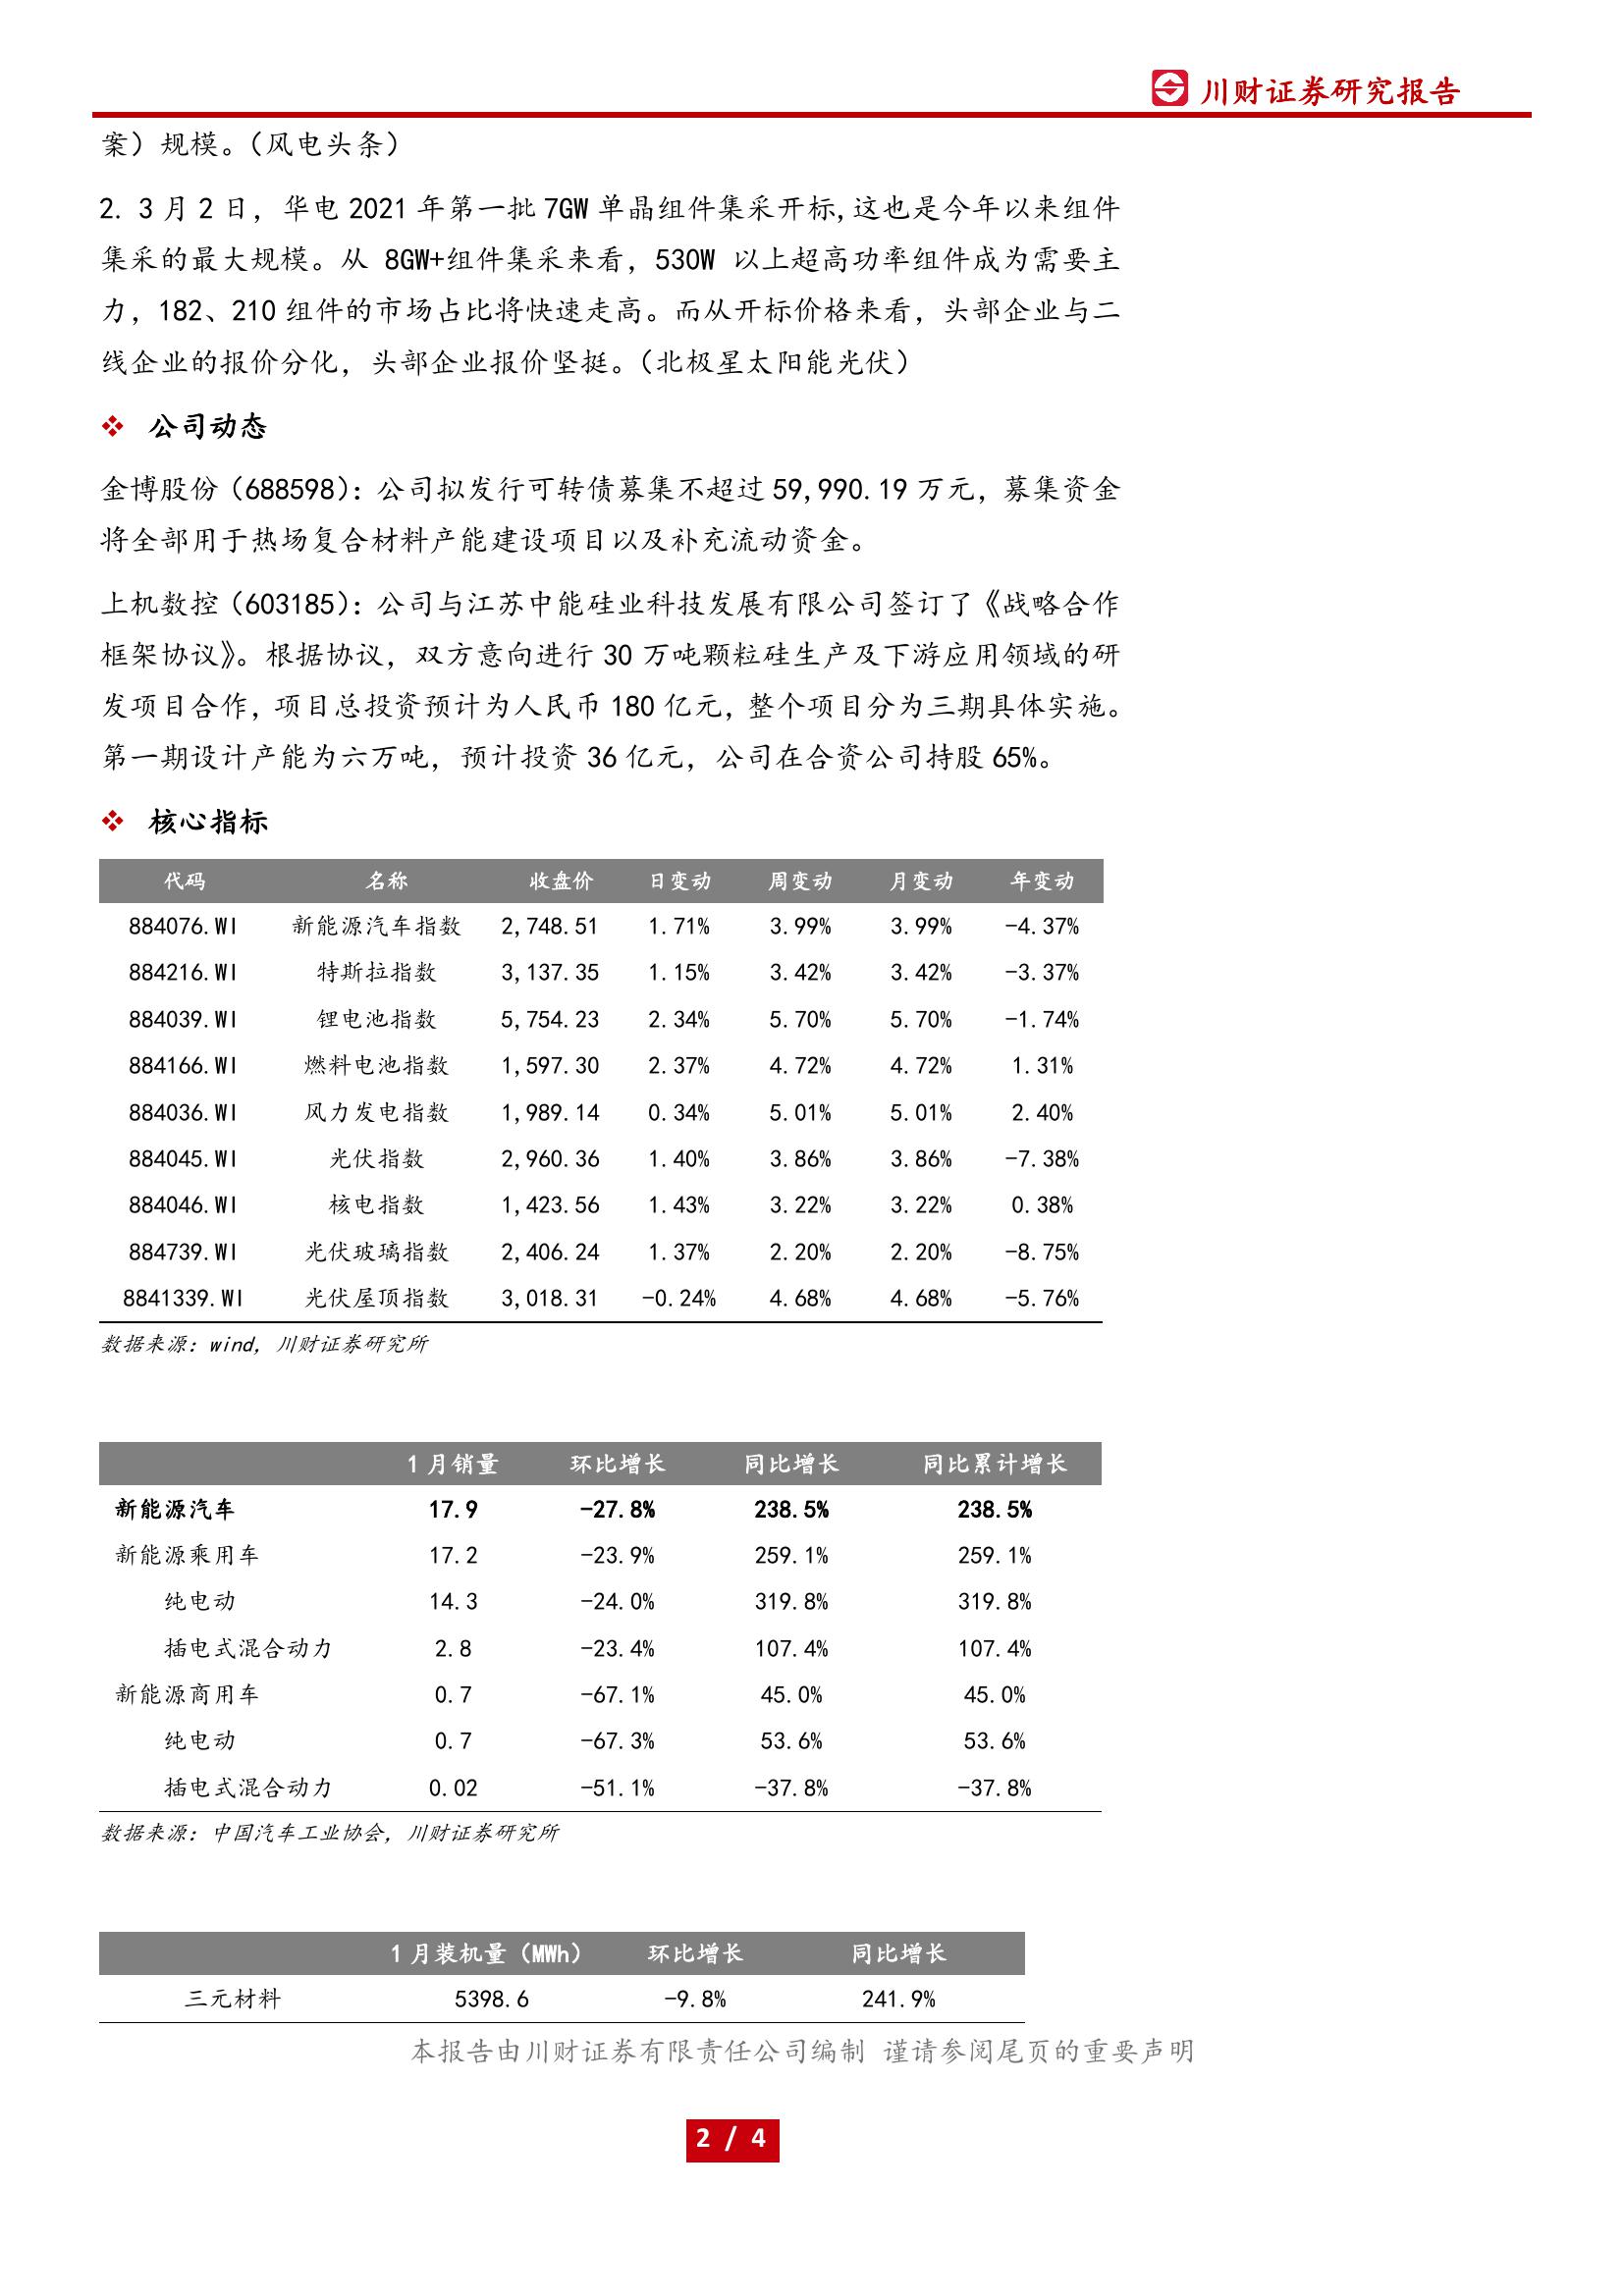 川财证券研究报告
案）规模。（风电头条）
2. 3 月 2 日，华电 2021 年第一批 7GW 单晶组件集采开标,这也是今年以来组件
集采的最大规模。从 8GW+组件集采来看，530W 以上超高功率组件成为需要主
力，182、210 组件的市场占比将快速走高。而从开标价格来看，头部企业与二
线企业的报价分化，头部企业报价坚挺。（北极星太阳能光伏）
❖ 公司动态
金博股份（688598）：公司拟发行可转债募集不超过 59,990.19 万元，募集资金
将全部用于热场复合材料产能建设项目以及补充流动资金。
上机数控（603185）：公司与江苏中能硅业科技发展有限公司签订了《战略合作
框架协议》。根据协议，双方意向进行 30 万吨颗粒硅生产及下游应用领域的研
发项目合作，项目总投资预计为人民币 180 亿元，整个项目分为三期具体实施。
第一期设计产能为六万吨，预计投资 36 亿元，公司在合资公司持股 65%。
❖ 核心指标
代码 名称 收盘价 日变动 周变动 月变动 年变动
884076.WI 新能源汽车指数 2,748.51 1.71% 3.99% 3.99% -4.37%
884216.WI 特斯拉指数 3,137.35 1.15% 3.42% 3.42% -3.37%
884039.WI 锂电池指数 5,754.23 2.34% 5.70% 5.70% -1.74%
884166.WI 燃料电池指数 1,597.30 2.37% 4.72% 4.72% 1.31%
884036.WI 风力发电指数 1,989.14 0.34% 5.01% 5.01% 2.40%
884045.WI 光伏指数 2,960.36 1.40% 3.86% 3.86% -7.38%
884046.WI 核电指数 1,423.56 1.43% 3.22% 3.22% 0.38%
884739.WI 光伏玻璃指数 2,406.24 1.37% 2.20% 2.20% -8.75%
8841339.WI 光伏屋顶指数 3,018.31 -0.24% 4.68% 4.68% -5.76%
数据来源：wind，川财证券研究所
1 月销量 环比增长 同比增长 同比累计增长
新能源汽车 17.9 -27.8% 238.5% 238.5%
新能源乘用车 17.2 -23.9% 259.1% 259.1%
纯电动 14.3 -24.0% 319.8% 319.8%
插电式混合动力 2.8 -23.4% 107.4% 107.4%
新能源商用车 0.7 -67.1% 45.0% 45.0%
纯电动 0.7 -67.3% 53.6% 53.6%
插电式混合动力 0.02 -51.1% -37.8% -37.8%
数据来源：中国汽车工业协会，川财证券研究所
1 月装机量（MWh） 环比增长 同比增长
三元材料 5398.6 -9.8% 241.9%
本报告由川财证券有限责任公司编制 谨请参阅尾页的重要声明
2 / 4